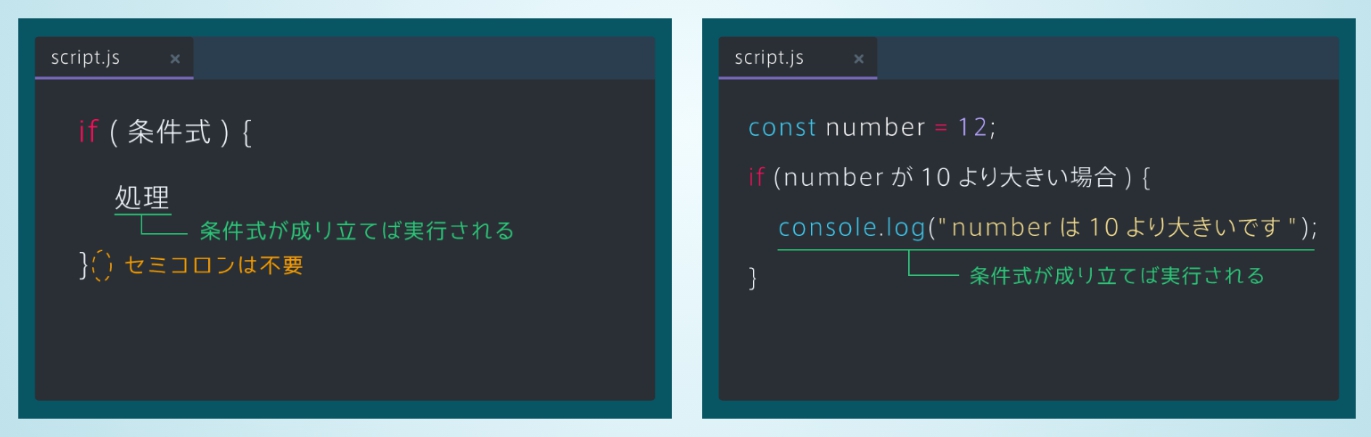 script.js ×
if ( 条件式 ) {
処理
条件式が成り立てば実行される
} セミコロンは不要
script.js ×
const number = 12;
if (number が 10 より大きい場合 ) {
console.log("number は 10 より大きいです");
条件式が成り立てば実行される
}